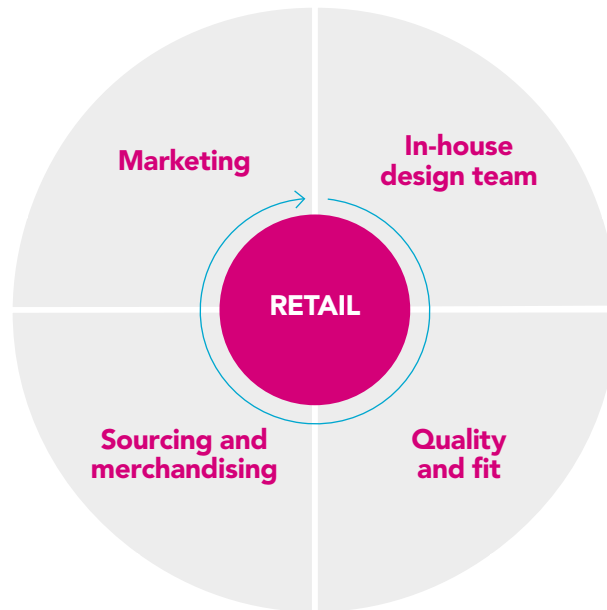 Marketing
In-house
design team
RETAIL
Sourcing and
merchandising
Quality
and fit